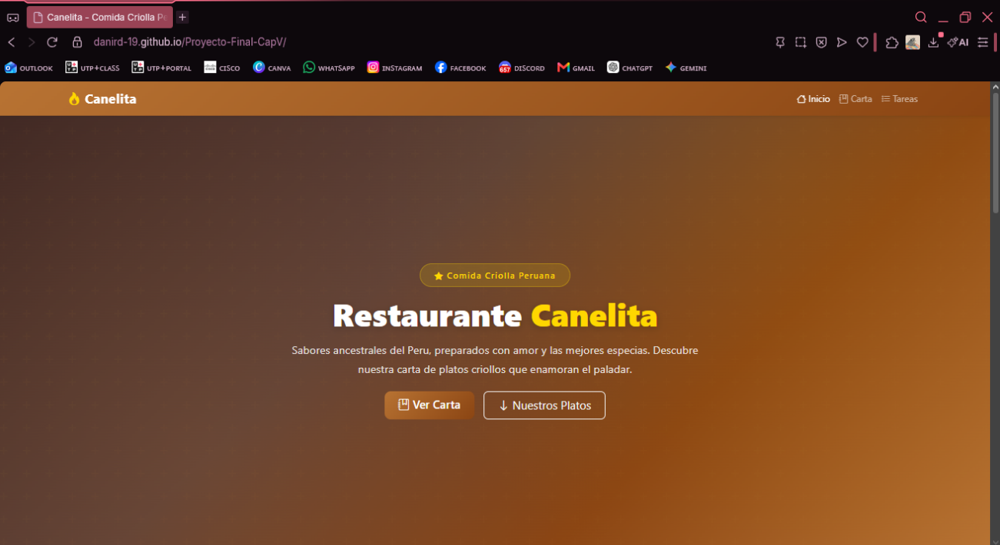 Canelita - Comida Criolla Pe
danird-19.github.io/Proyecto-Final-CapV/
AI
OUTLOOK UTP+CLASS UTP+PORTAL CISCO CANVA WHATSAPP INSTAGRAM FACEBOOK 657 DISCORD GMAIL CHATGPT GEMINI
Canelita Inicio Carta Tareas
Comida Criolla Peruana
Restaurante Canelita
Sabores ancestrales del Peru, preparados con amor y las mejores especias. Descubre
nuestra carta de platos criollos que enamoran el paladar.
Ver Carta Nuestros Platos